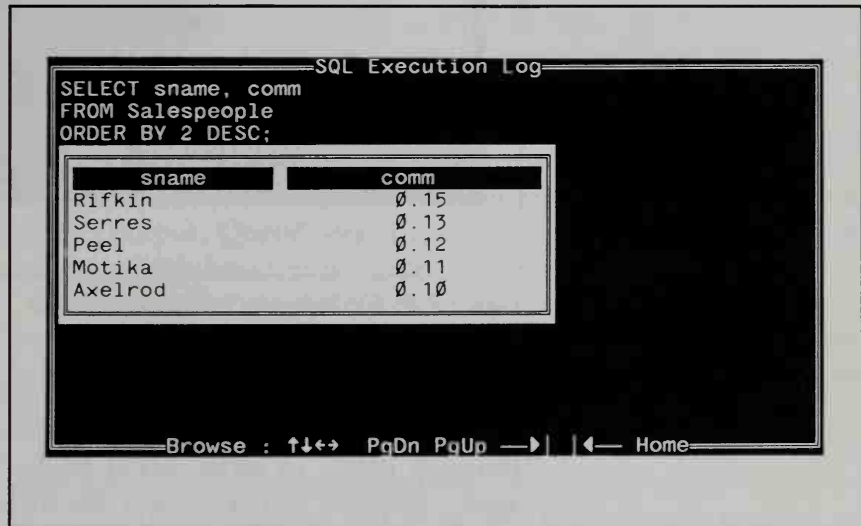 SQL Execution Log
SELECT sname, comm
FROM Salespeople
ORDER BY 2 DESC;
sname comm
Rifkin Ø.15
Serres Ø.13
Peel Ø.12
Motika Ø.11
Axelrod Ø.1Ø
Browse : ↑↓←→ PgDn PgUp —▶| |◀— Home